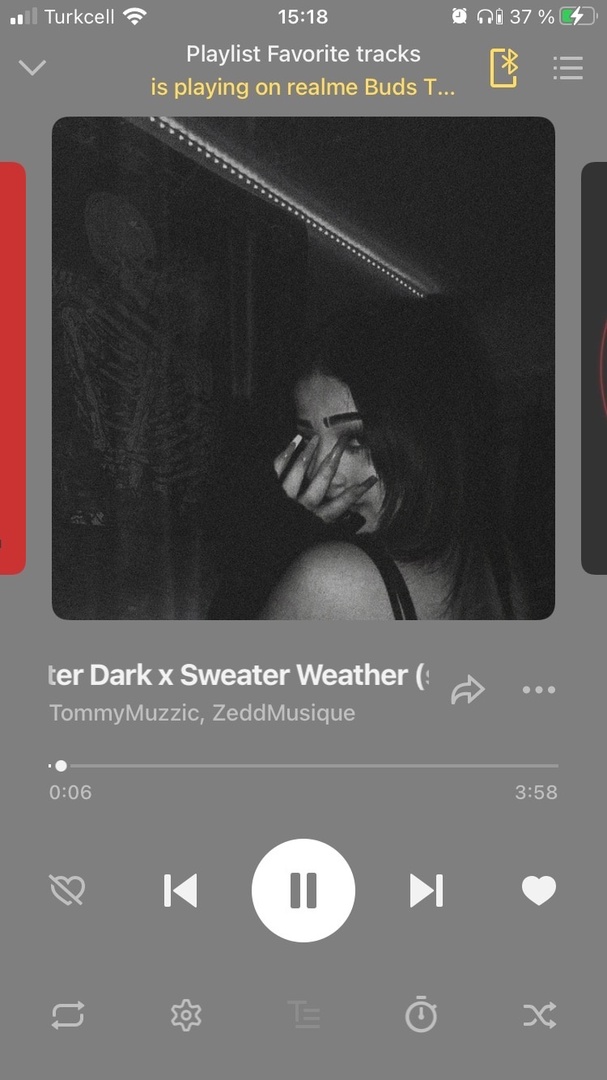 Turkcell 15:18 37 %
Playlist Favorite tracks
is playing on realme Buds T...
ter Dark x Sweater Weather (
TommyMuzzic, ZeddMusique
0:06 3:58